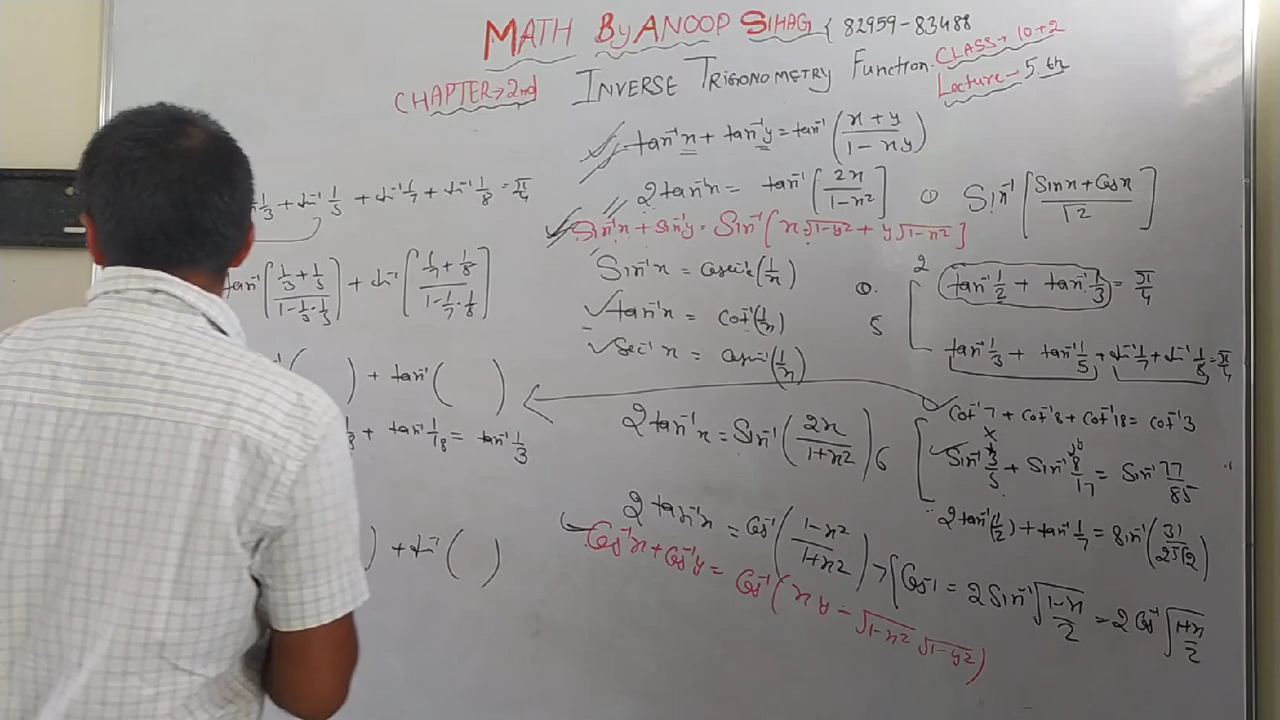 MATH By ANOOP SIHAG { 82959-83488
CHAPTER→2nd INVERSE TRIGONOMETRY Function. CLASS→10+2
Lecture-5th
tan⁻¹x + tan⁻¹y = tan⁻¹(x+y/1-xy)
2tan⁻¹x = tan⁻¹[2x/1-x²]
Sin⁻¹x + Sin⁻¹y = Sin⁻¹[x√1-y² + y√1-x²]
Sin⁻¹x = Cosec⁻¹(1/x)
tan⁻¹x = Cot⁻¹(1/x)
Sec⁻¹x =
2tan⁻¹x = Sin⁻¹(2x/1+x²)
2tan⁻¹x = Cos⁻¹(1-x²/1+x²)
Cos⁻¹x + Cos⁻¹y = Cos⁻¹(xy - √1-x² √1-y²)
Cos⁻¹ = 2Sin⁻¹√1-x/2 = 2Cos⁻¹√1+x/2
Sin⁻¹[Sinx+Cosx/√2]
2 tan⁻¹1/2 + tan⁻¹1/3 = π/4
5 tan⁻¹1/3 + tan⁻¹1/5 + tan⁻¹1/7 + tan⁻¹1/8 = π/4
Cot⁻¹7 + Cot⁻¹8 + Cot⁻¹18 = Cot⁻¹3
6 Sin⁻¹3/5 + Sin⁻¹8/17 = Sin⁻¹77/85
2tan⁻¹(1/2) + tan⁻¹1/7 = Sin⁻¹(31/25√2)
1/3 + tan⁻¹1/5 + tan⁻¹1/7 + tan⁻¹1/8 = π/4
tan⁻¹[1/3+1/5/1-1/3·1/5] + tan⁻¹[1/7+1/8/1-1/7·1/8]
( ) + tan⁻¹( )
+ tan⁻¹1/18 = tan⁻¹1/3
) + tan⁻¹( )